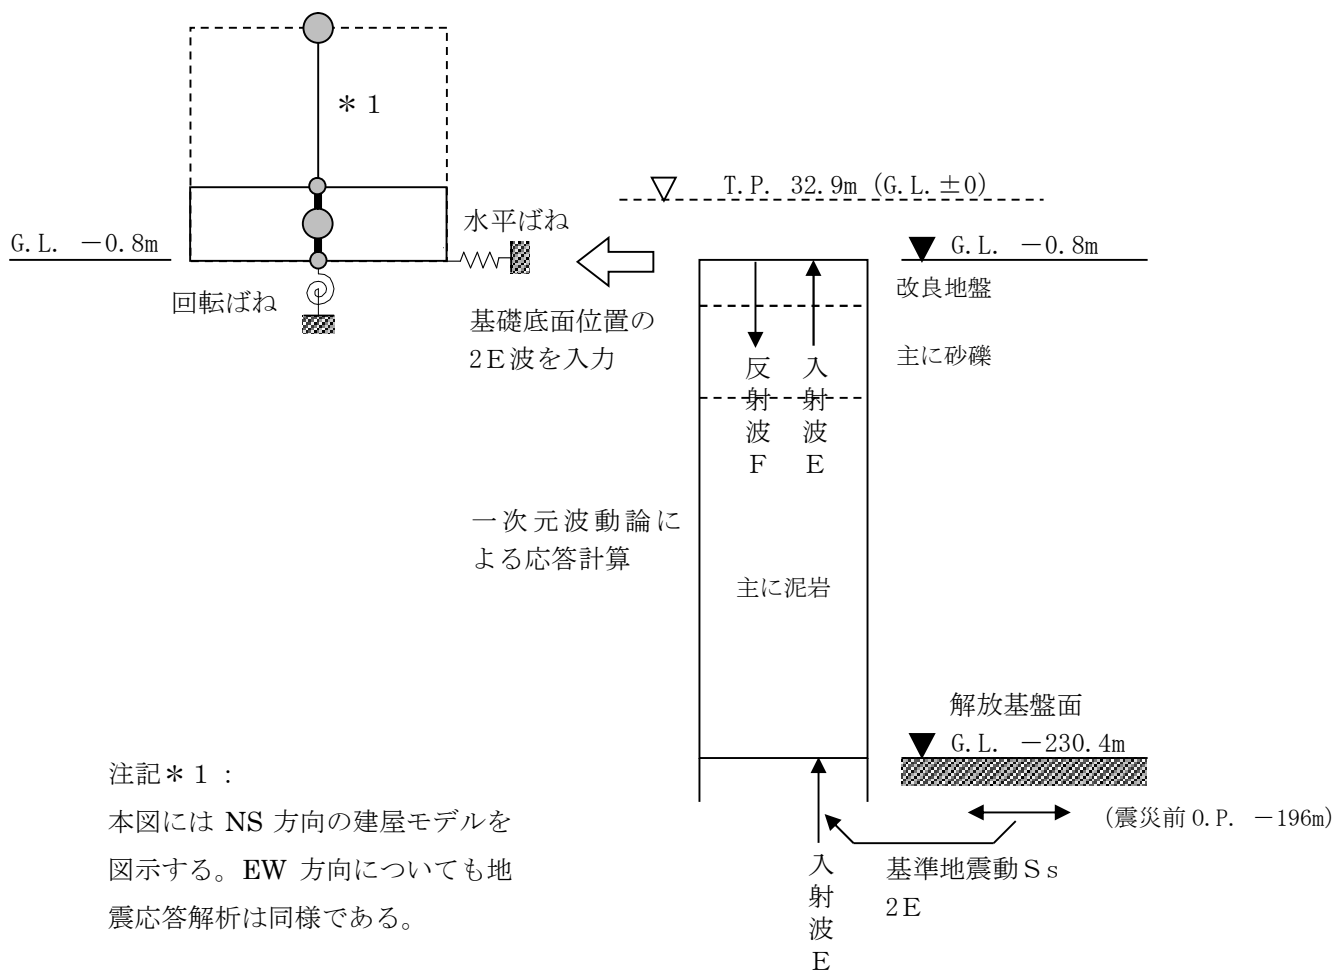 ＊１
T.P. 32.9m (G.L.±0)
G.L. －0.8m
水平ばね
G.L. －0.8m
回転ばね
改良地盤
基礎底面位置の
2Ｅ波を入力
主に砂礫
反射波Ｆ
入射波Ｅ
一次元波動論に
よる応答計算
主に泥岩
解放基盤面
G.L. －230.4m
(震災前 O.P. －196m)
基準地震動Ｓｓ
2Ｅ
入射波Ｅ
注記＊１：
本図には NS 方向の建屋モデルを
図示する。EW 方向についても地
震応答解析は同様である。